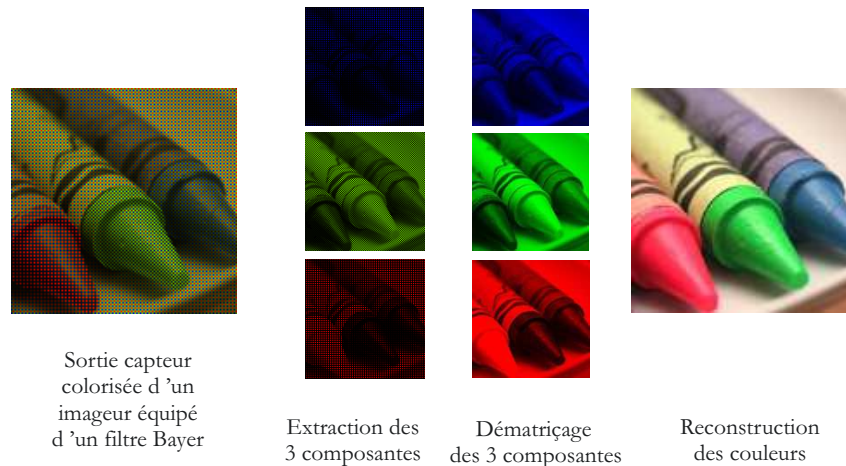 Sortie capteur
colorisée d 'un
imageur équipé
d 'un filtre Bayer
Extraction des
3 composantes
Dématriçage
des 3 composantes
Reconstruction
des couleurs